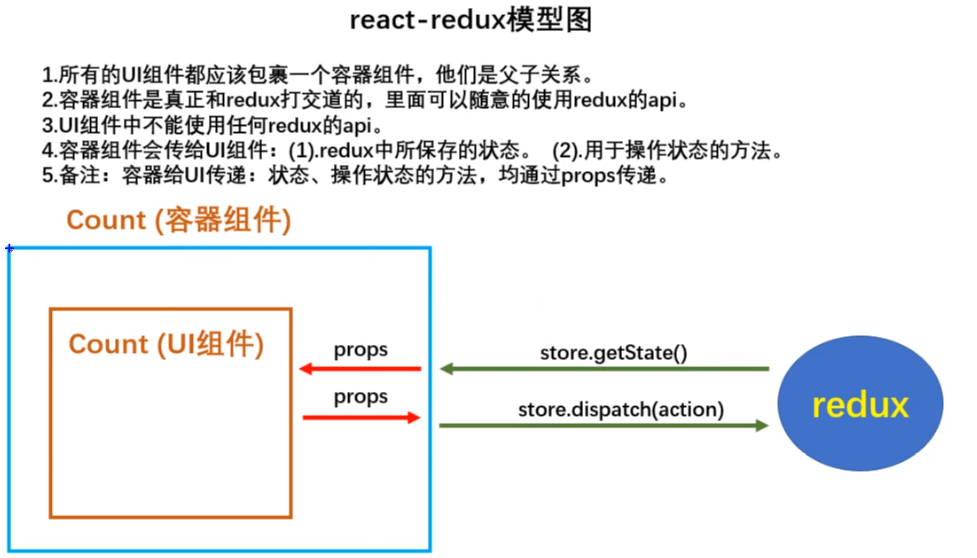 react-redux模型图
1.所有的UI组件都应该包裹一个容器组件，他们是父子关系。
2.容器组件是真正和redux打交道的，里面可以随意的使用redux的api。
3.UI组件中不能使用任何redux的api。
4.容器组件会传给UI组件：(1).redux中所保存的状态。 (2).用于操作状态的方法。
5.备注：容器给UI传递：状态、操作状态的方法，均通过props传递。
Count (容器组件)
Count (UI组件)
props
props
store.getState()
store.dispatch(action)
redux